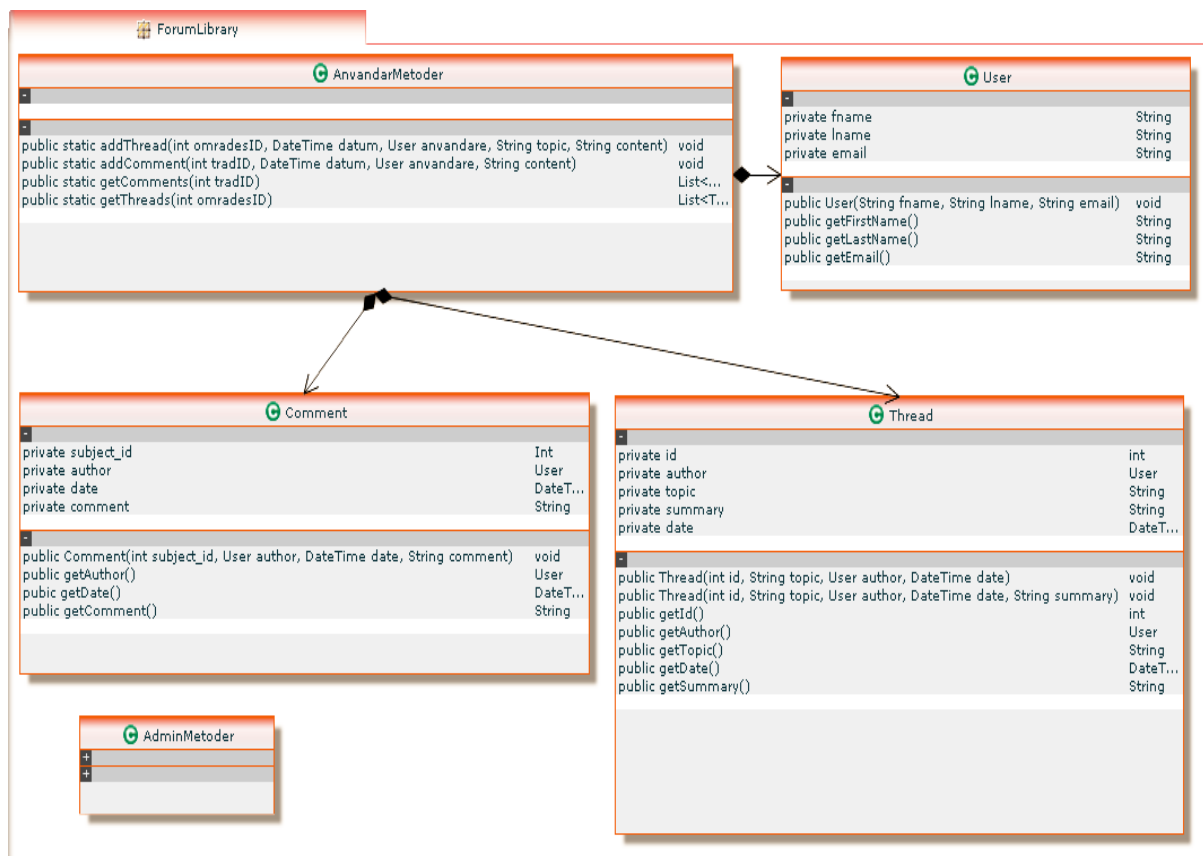 ForumLibrary
AnvandarMetoder
-
-
public static addThread(int omradesID, DateTime datum, User anvandare, String topic, String content) void
public static addComment(int tradID, DateTime datum, User anvandare, String content) void
public static getComments(int tradID) List<...
public static getThreads(int omradesID) List<T...
User
-
private fname String
private lname String
private email String
-
public User(String fname, String lname, String email) void
public getFirstName() String
public getLastName() String
public getEmail() String
Comment
-
private subject_id Int
private author User
private date DateT...
private comment String
-
public Comment(int subject_id, User author, DateTime date, String comment) void
public getAuthor() User
pubic getDate() DateT...
public getComment() String
Thread
-
private id int
private author User
private topic String
private summary String
private date DateT...
-
public Thread(int id, String topic, User author, DateTime date) void
public Thread(int id, String topic, User author, DateTime date, String summary) void
public getId() int
public getAuthor() User
public getTopic() String
public getDate() DateT...
public getSummary() String
AdminMetoder
+
+